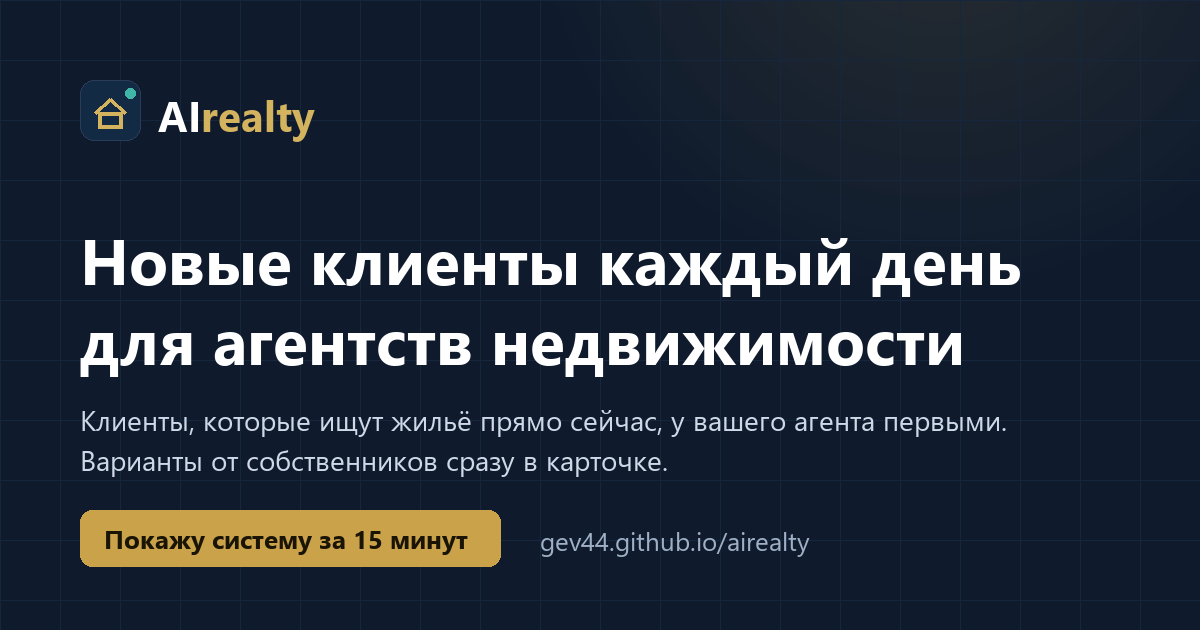 AIrealty
Новые клиенты каждый день
для агентств недвижимости
Клиенты, которые ищут жильё прямо сейчас, у вашего агента первыми.
Варианты от собственников сразу в карточке.
Покажу систему за 15 минут
gev44.github.io/airealty